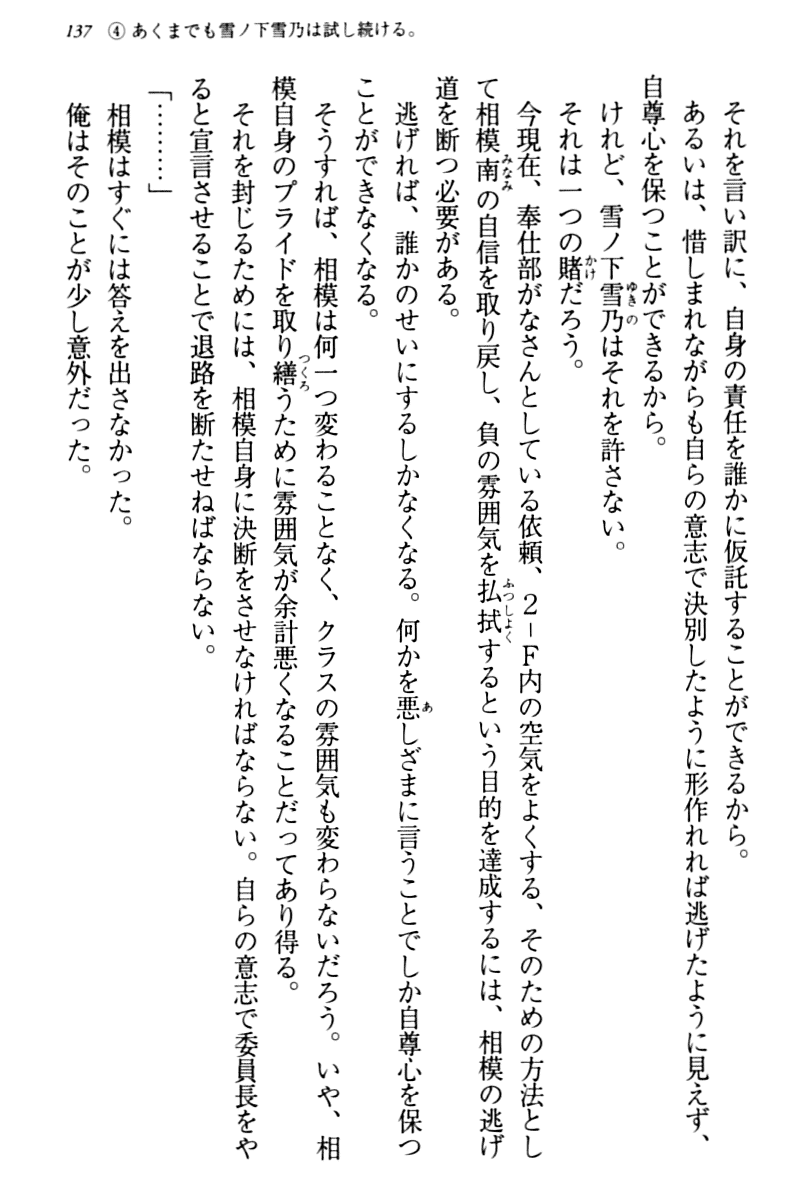 137　④ あくまでも雪ノ下雪乃は試し続ける。
それを言い訳に、自身の責任を誰かに仮託することができるから。
あるいは、惜しまれながらも自らの意志で決別したように形作れれば逃げたように見えず、
自尊心を保つことができるから。
けれど、雪ノ下雪乃はそれを許さない。
それは一つの賭だろう。
今現在、奉仕部がなさんとしている依頼、2－F内の空気をよくする、そのための方法とし
て相模南の自信を取り戻し、負の雰囲気を払拭するという目的を達成するには、相模の逃げ
道を断つ必要がある。
逃げれば、誰かのせいにするしかなくなる。何かを悪しざまに言うことでしか自尊心を保つ
ことができなくなる。
そうすれば、相模は何一つ変わることなく、クラスの雰囲気も変わらないだろう。いや、相
模自身のプライドを取り繕うために雰囲気が余計悪くなることだってあり得る。
それを封じるためには、相模自身に決断をさせなければならない。自らの意志で委員長をや
ると宣言させることで退路を断たせねばならない。
「………」
相模はすぐには答えを出さなかった。
俺はそのことが少し意外だった。